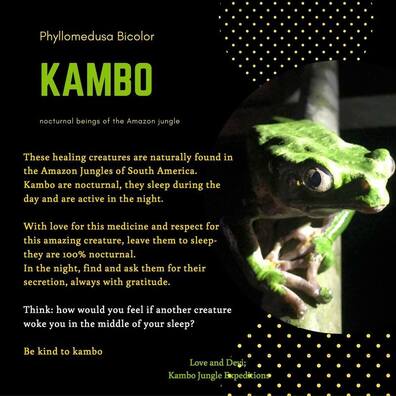 Phyllomedusa Bicolor
KAMBO
nocturnal beings of the Amazon jungle
These healing creatures are naturally found in
the Amazon Jungles of South America.
Kambo are nocturnal, they sleep during the
day and are active in the night.
With love for this medicine and respect for
this amazing creature, leave them to sleep-
they are 100% nocturnal.
In the night, find and ask them for their
secretion, always with gratitude.
Think: how would you feel if another creature
woke you in the middle of your sleep?
Be kind to kambo
Love and Devi;
Kambo Jungle Expeditions